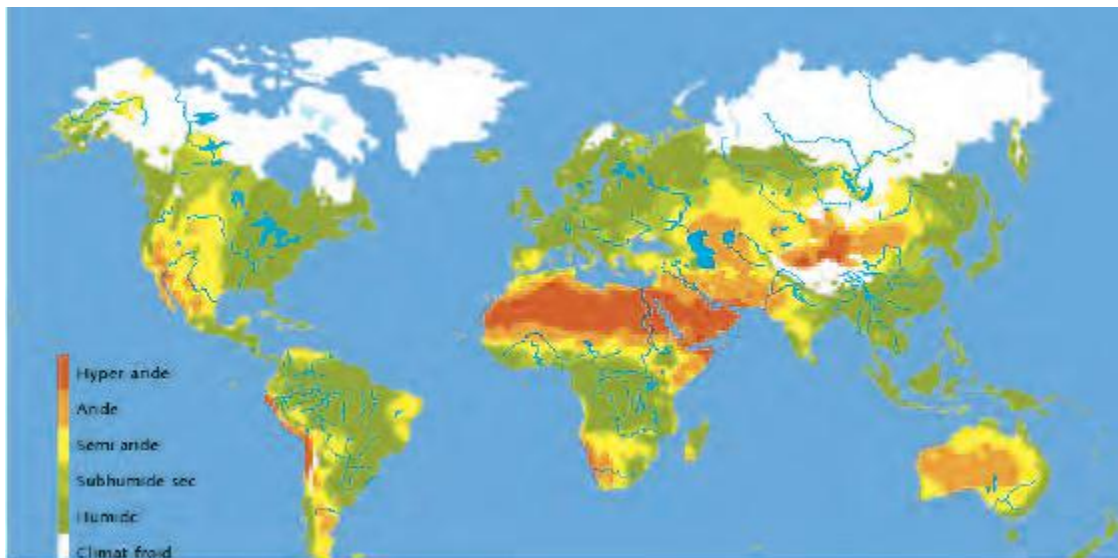 Hyper aride
Aride
Semi aride
Subhumide sec
Humide
Climat froid